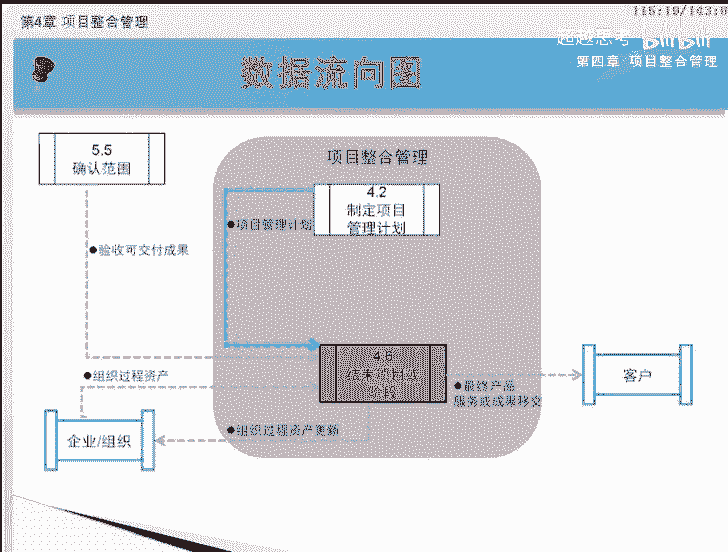 第4章 项目整合管理
超越思考 bilibili
第四章 项目整合管理
数据流向图
5.5
确认范围
项目整合管理
4.2
制定项目
管理计划
●项目管理计划
●验收可交付成果
4.6
结束项目或
阶段
●组织过程资产
●最终产品
服务或成果移交
客户
企业/组织
●组织过程资产更新